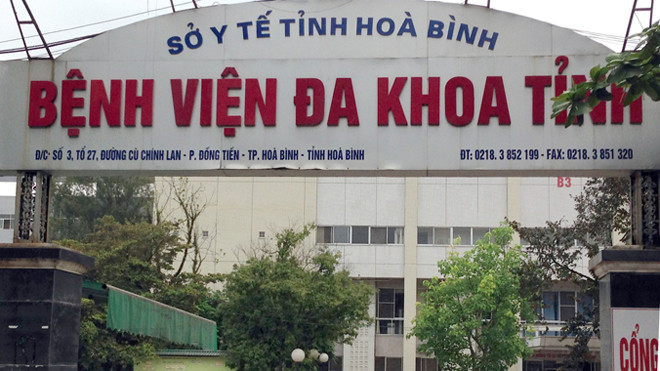 SỞ Y TẾ TỈNH HOÀ BÌNH
BỆNH VIỆN ĐA KHOA TỈNH
Đ/C: SỐ 3, TỔ 27, ĐƯỜNG CÙ CHÍNH LAN - P. ĐỒNG TIẾN - TP. HOÀ BÌNH - TỈNH HOÀ BÌNH
ĐT: 0218. 3 852 199 - FAX: 0218. 3 851 320
B3
CỔNG